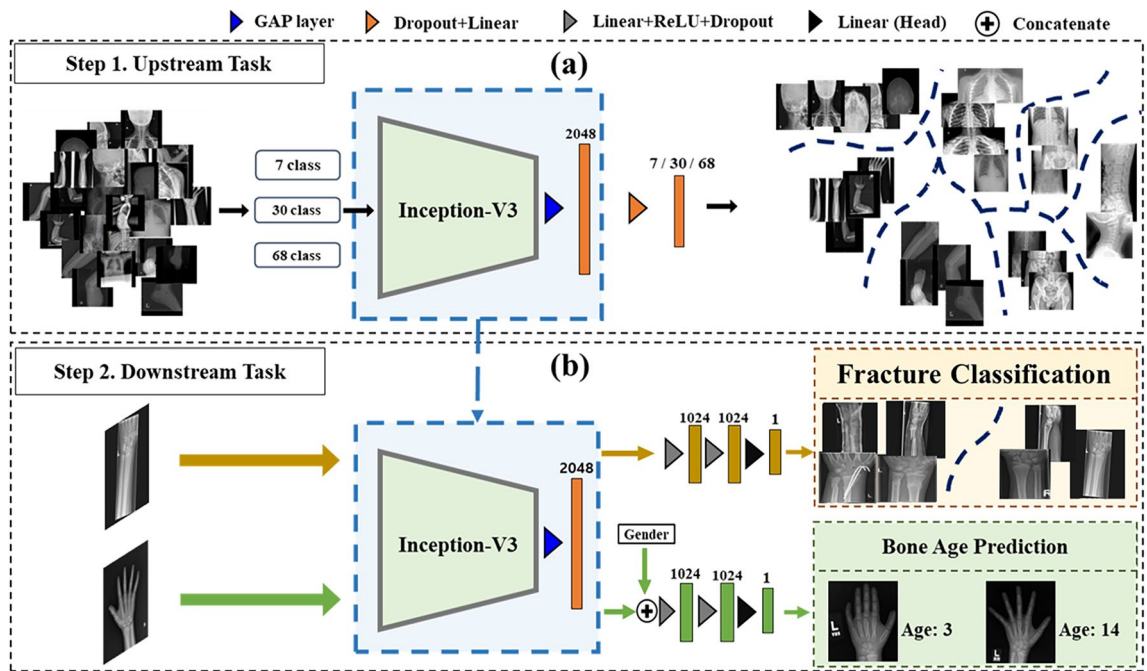 GAP layer
Dropout+Linear
Linear+ReLU+Dropout
Linear (Head)
Concatenate
Step 1. Upstream Task
(a)
7 class
30 class
68 class
Inception-V3
2048
7 / 30 / 68
Step 2. Downstream Task
(b)
Inception-V3
2048
1024
1024
1
Fracture Classification
Gender
1024
1024
1
Bone Age Prediction
L
Age: 3
L
Age: 14